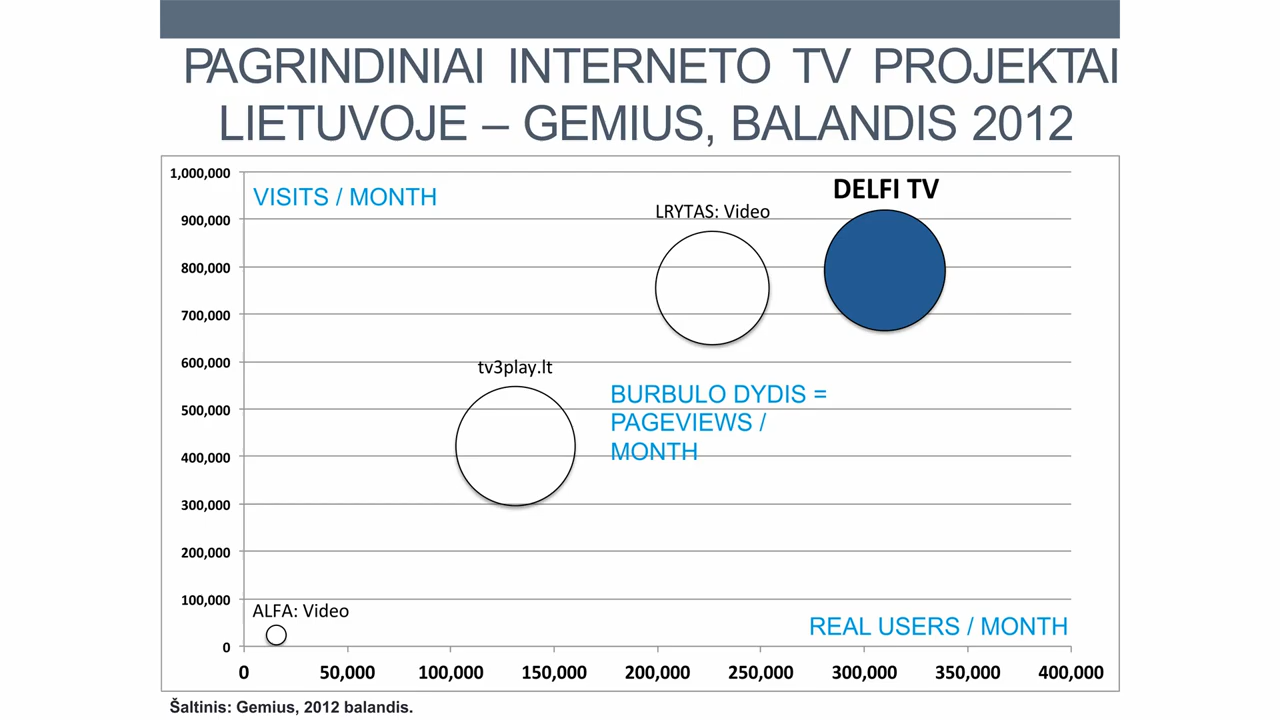 PAGRINDINIAI INTERNETO TV PROJEKTAI
LIETUVOJE – GEMIUS, BALANDIS 2012
1,000,000
VISITS / MONTH
DELFI TV
LRYTAS: Video
900,000
800,000
700,000
600,000
tv3play.lt
BURBULO DYDIS =
PAGEVIEWS /
MONTH
500,000
400,000
300,000
200,000
100,000
ALFA: Video
REAL USERS / MONTH
0
0 50,000 100,000 150,000 200,000 250,000 300,000 350,000 400,000
Šaltinis: Gemius, 2012 balandis.